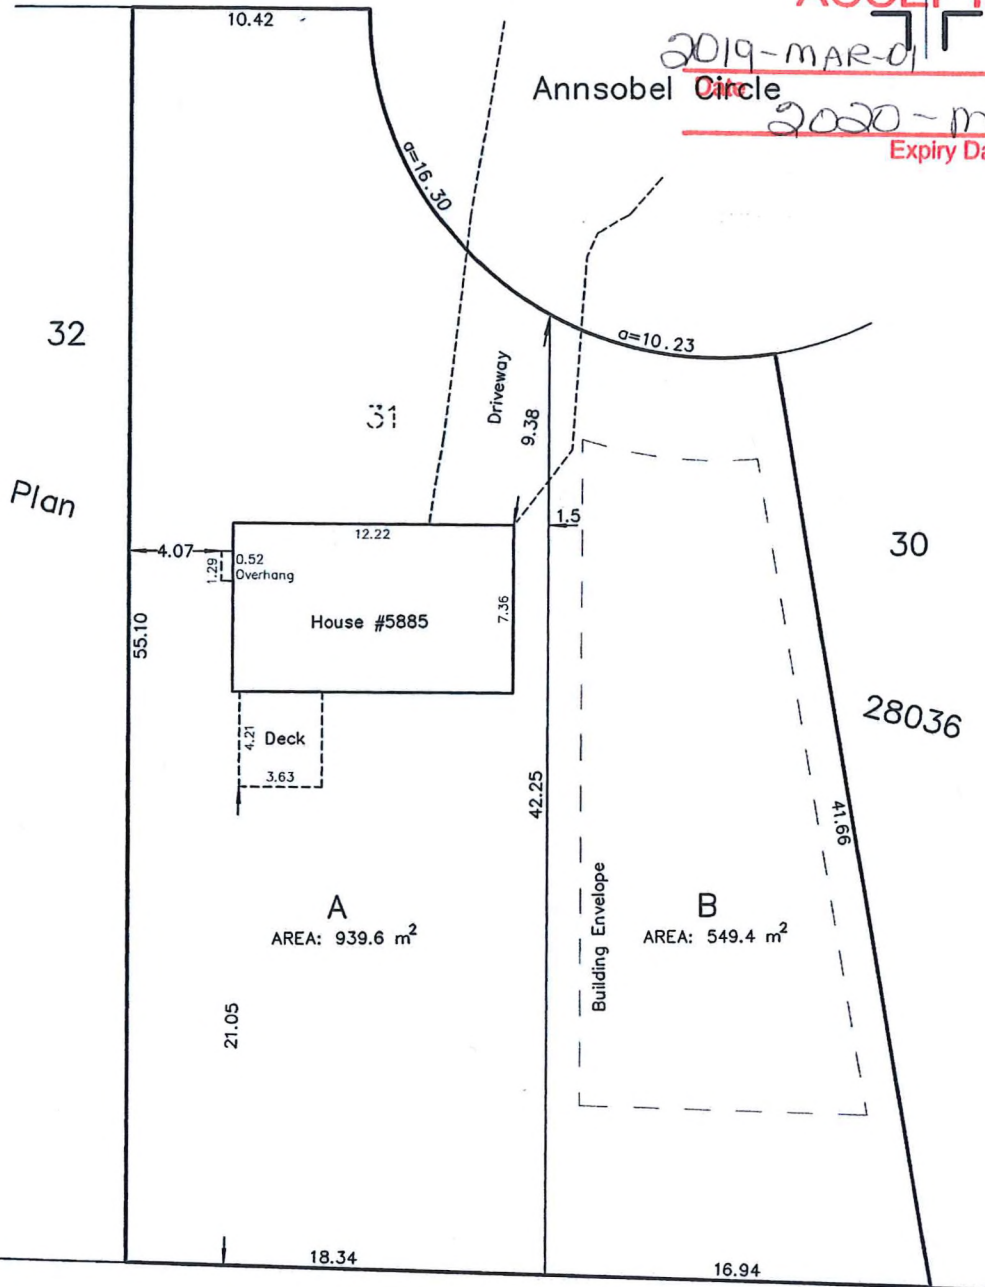 10.42
2019-MAR-01
Annsobel Circle
Date
2020-
Expiry
a=16.30
32
a=10.23
Driveway
31
9.38
Plan
1.5
12.22
30
4.07
0.52
1.29
Overhang
House #5885
7.36
55.10
28036
4.21
Deck
3.63
42.25
41.66
Building Envelope
A
AREA: 939.6 m²
B
AREA: 549.4 m²
21.05
18.34
16.94